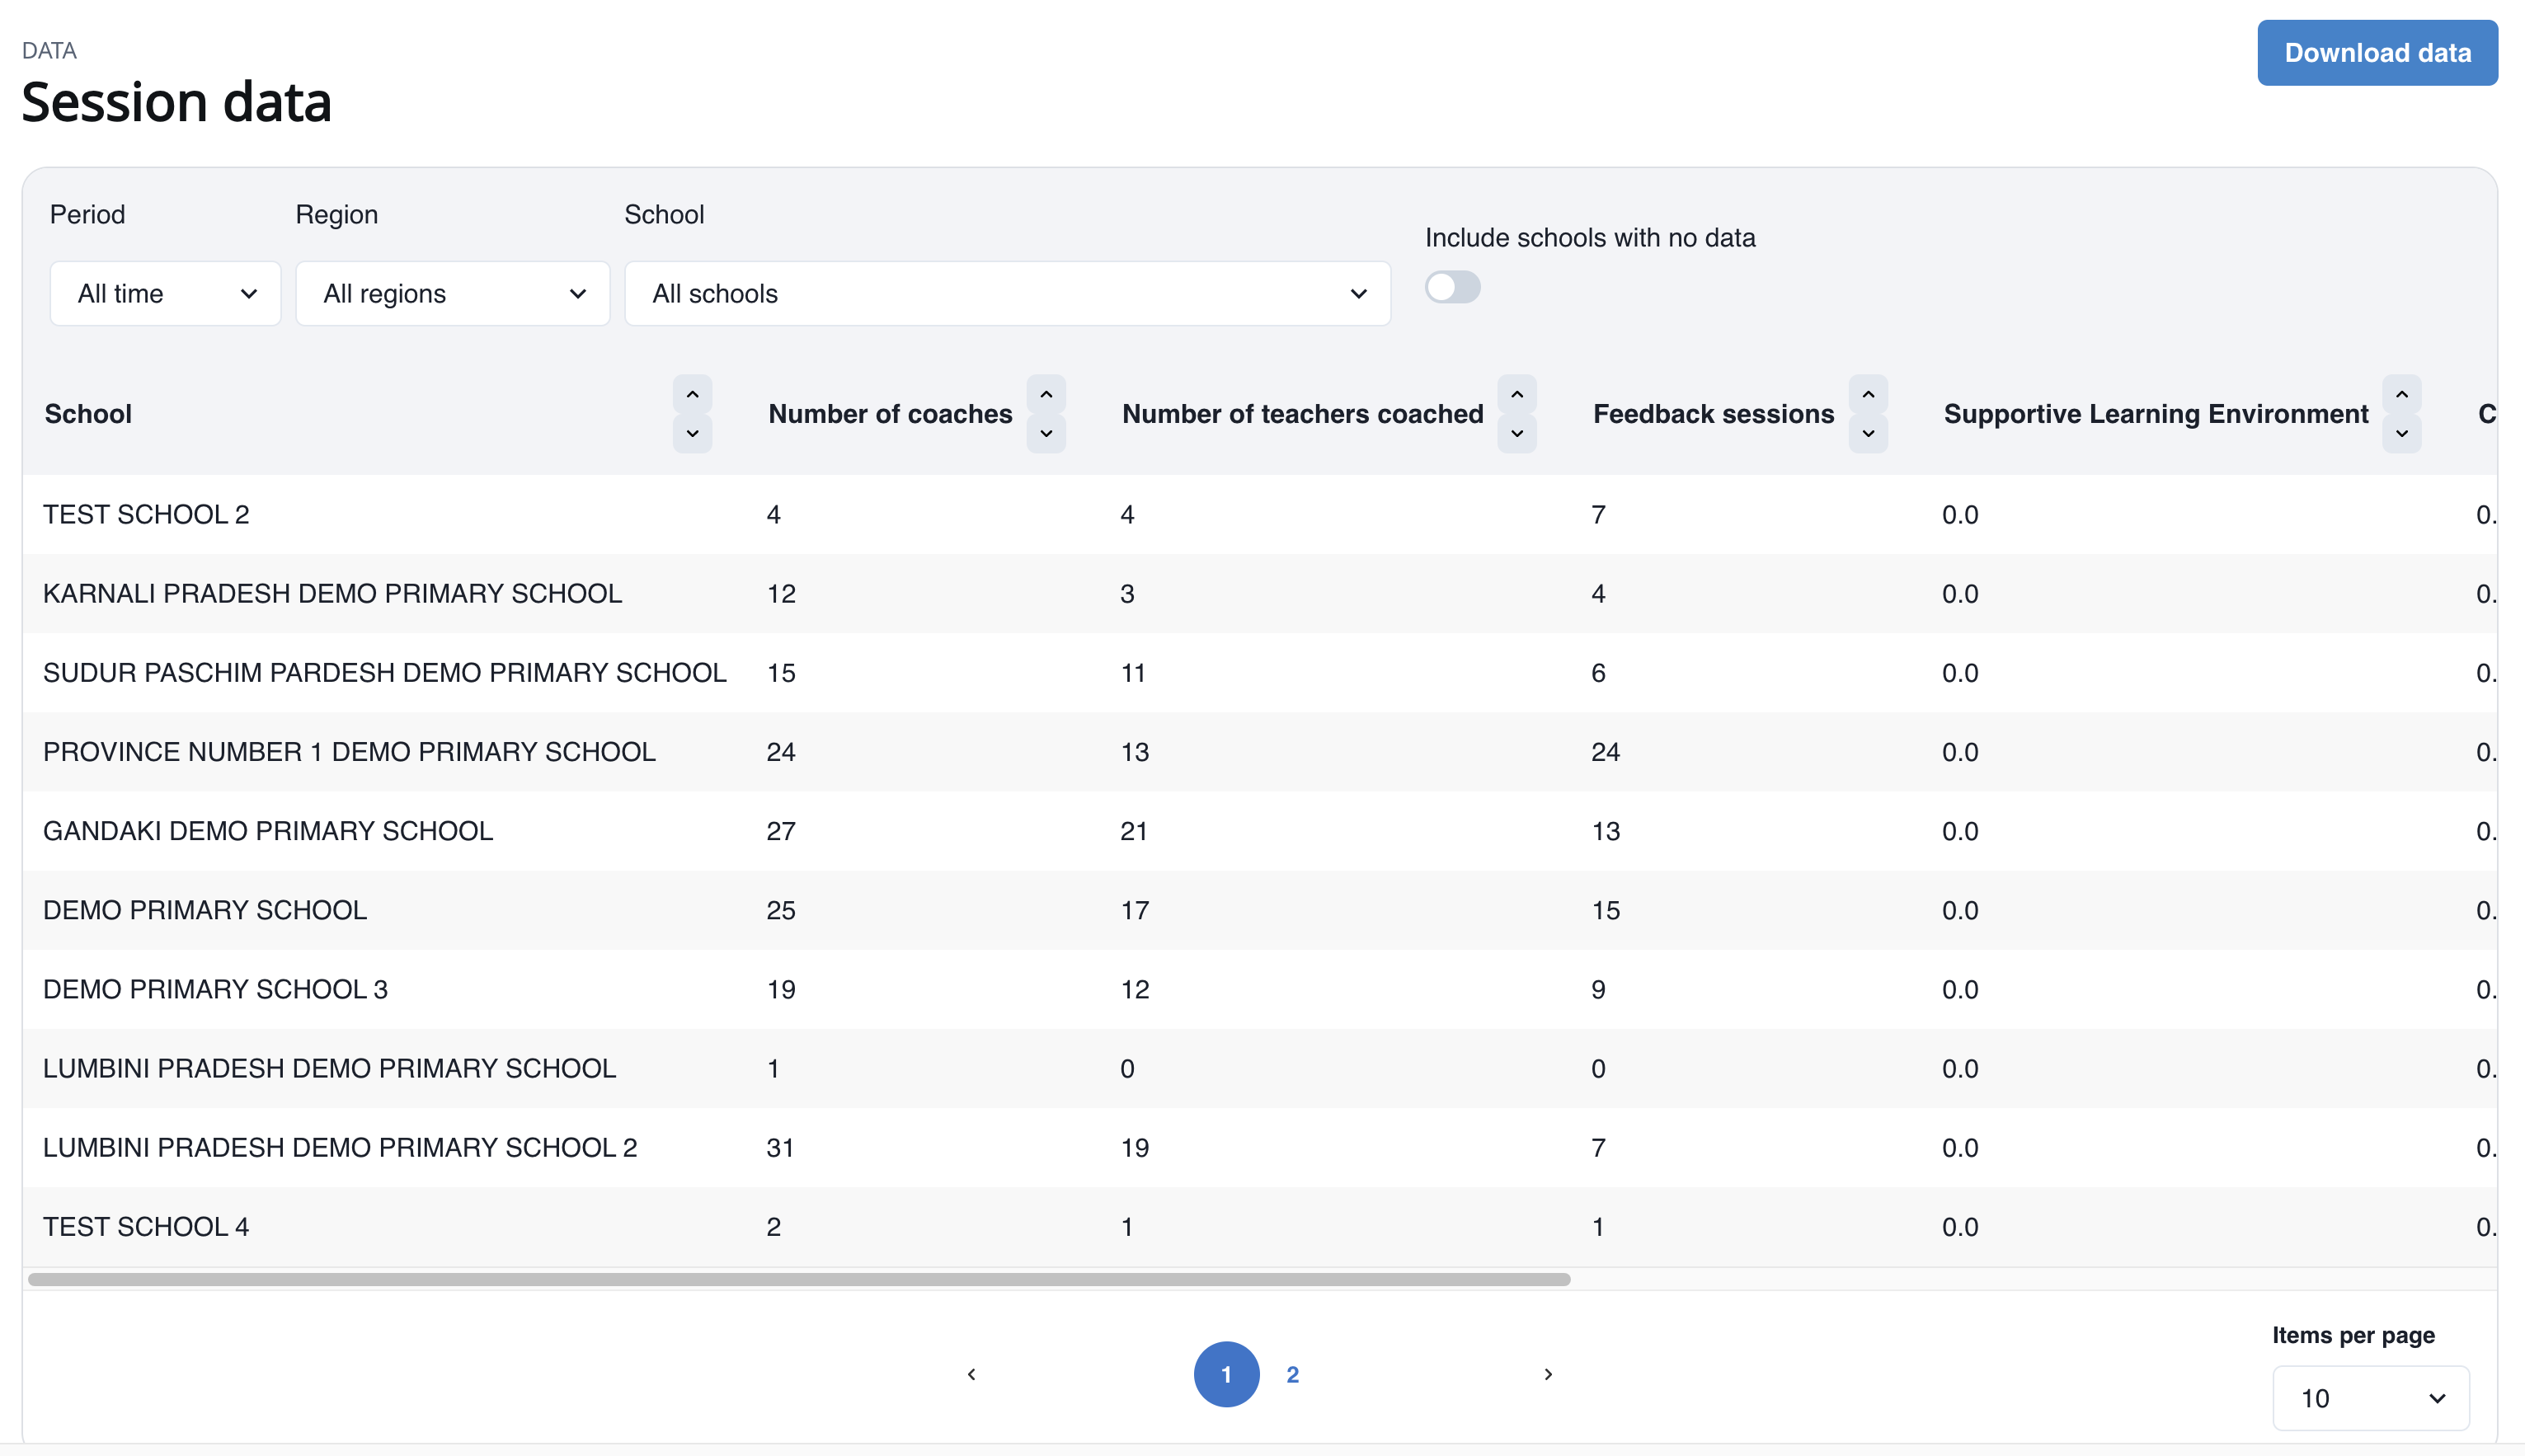 DATA
Session data
Download data
Period Region School
Include schools with no data
All time All regions All schools
School Number of coaches Number of teachers coached Feedback sessions Supportive Learning Environment C
TEST SCHOOL 2 4 4 7 0.0 0.
KARNALI PRADESH DEMO PRIMARY SCHOOL 12 3 4 0.0 0.
SUDUR PASCHIM PARDESH DEMO PRIMARY SCHOOL 15 11 6 0.0 0.
PROVINCE NUMBER 1 DEMO PRIMARY SCHOOL 24 13 24 0.0 0.
GANDAKI DEMO PRIMARY SCHOOL 27 21 13 0.0 0.
DEMO PRIMARY SCHOOL 25 17 15 0.0 0.
DEMO PRIMARY SCHOOL 3 19 12 9 0.0 0.
LUMBINI PRADESH DEMO PRIMARY SCHOOL 1 0 0 0.0 0.
LUMBINI PRADESH DEMO PRIMARY SCHOOL 2 31 19 7 0.0 0.
TEST SCHOOL 4 2 1 1 0.0 0.
1 2
Items per page
10